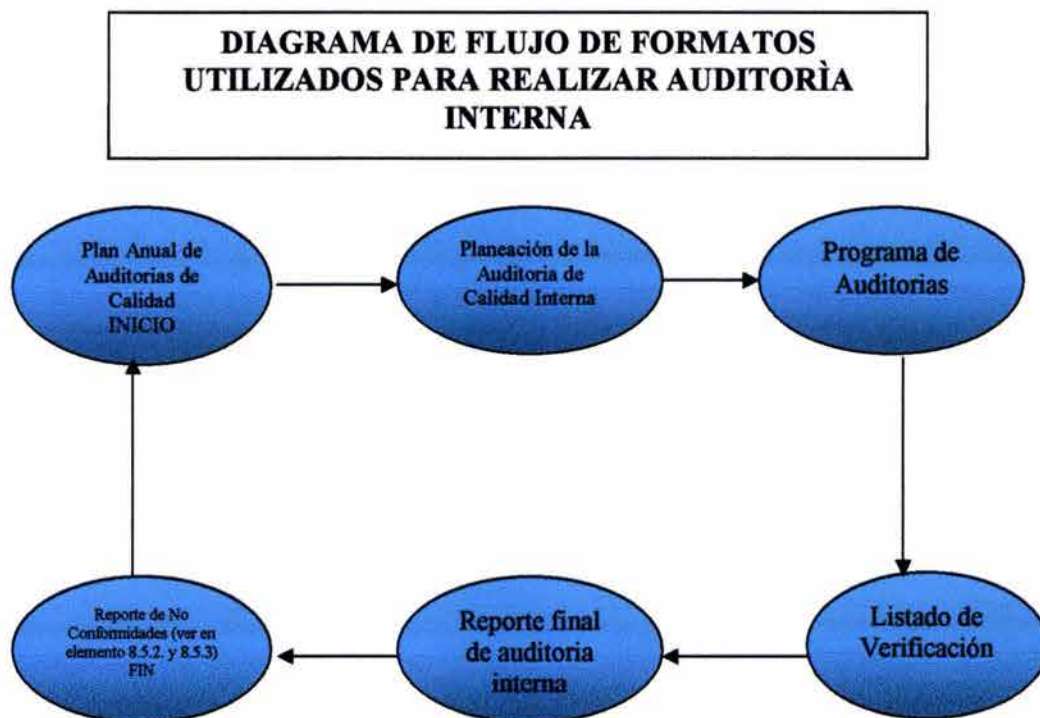 DIAGRAMA DE FLUJO DE FORMATOS
UTILIZADOS PARA REALIZAR AUDITORÌA
INTERNA
Plan Anual de
Auditorias de
Calidad
INICIO
Planeación de la
Auditoria de
Calidad Interna
Programa de
Auditorias
Listado de
Verificación
Reporte final
de auditoria
interna
Reporte de No
Conformidades (ver en
elemento 8.5.2. y 8.5.3)
FIN